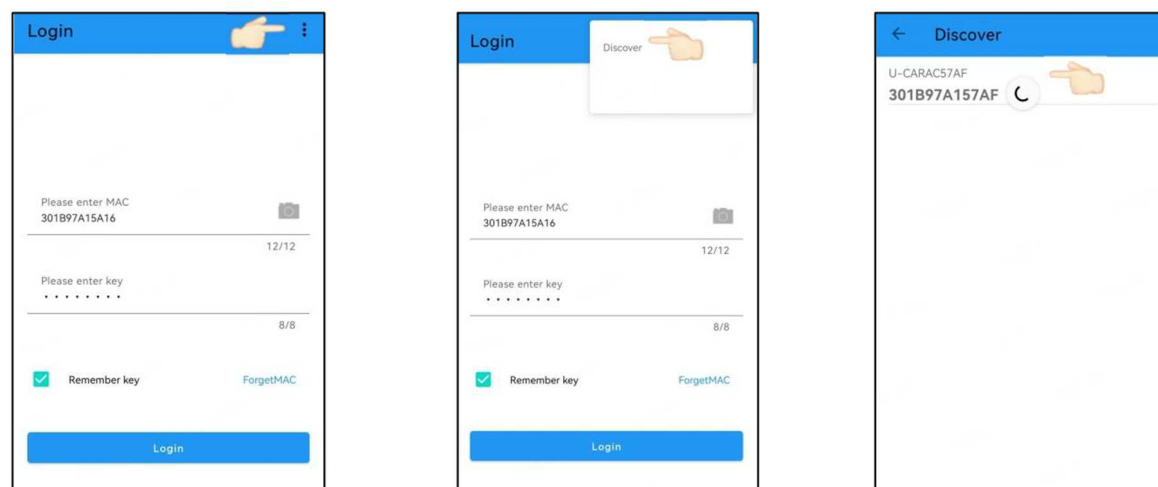 Login
Please enter MAC
301B97A15A16
12/12
Please enter key
• • • • • • • •
8/8
Remember key
ForgetMAC
Login
Login
Discover
Please enter MAC
301B97A15A16
12/12
Please enter key
• • • • • • • •
8/8
Remember key
ForgetMAC
Login
Discover
U-CARAC57AF
301B97A157AF